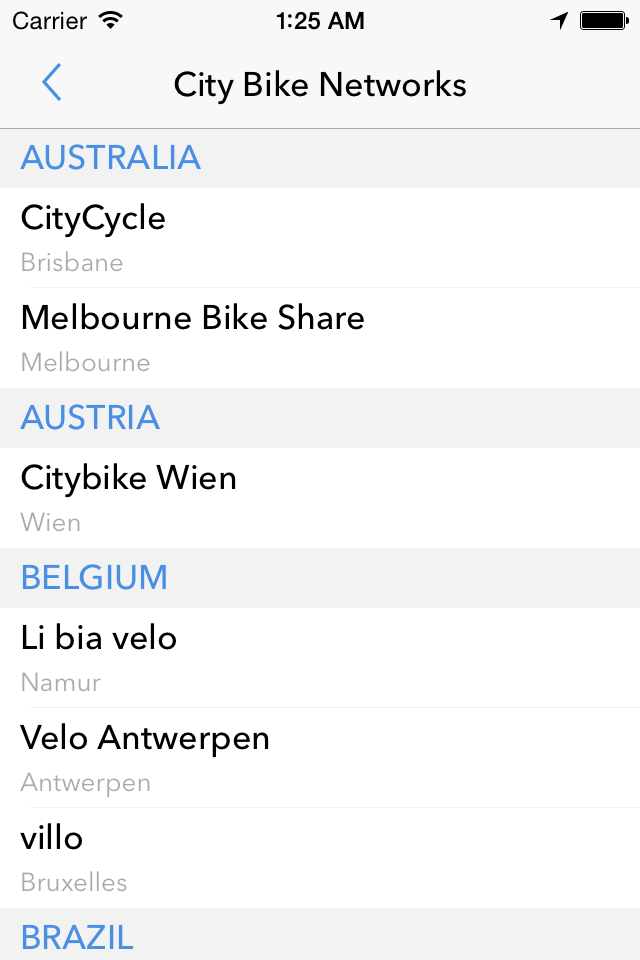 Carrier 1:25 AM
City Bike Networks
AUSTRALIA
CityCycle
Brisbane
Melbourne Bike Share
Melbourne
AUSTRIA
Citybike Wien
Wien
BELGIUM
Li bia velo
Namur
Velo Antwerpen
Antwerpen
villo
Bruxelles
BRAZIL